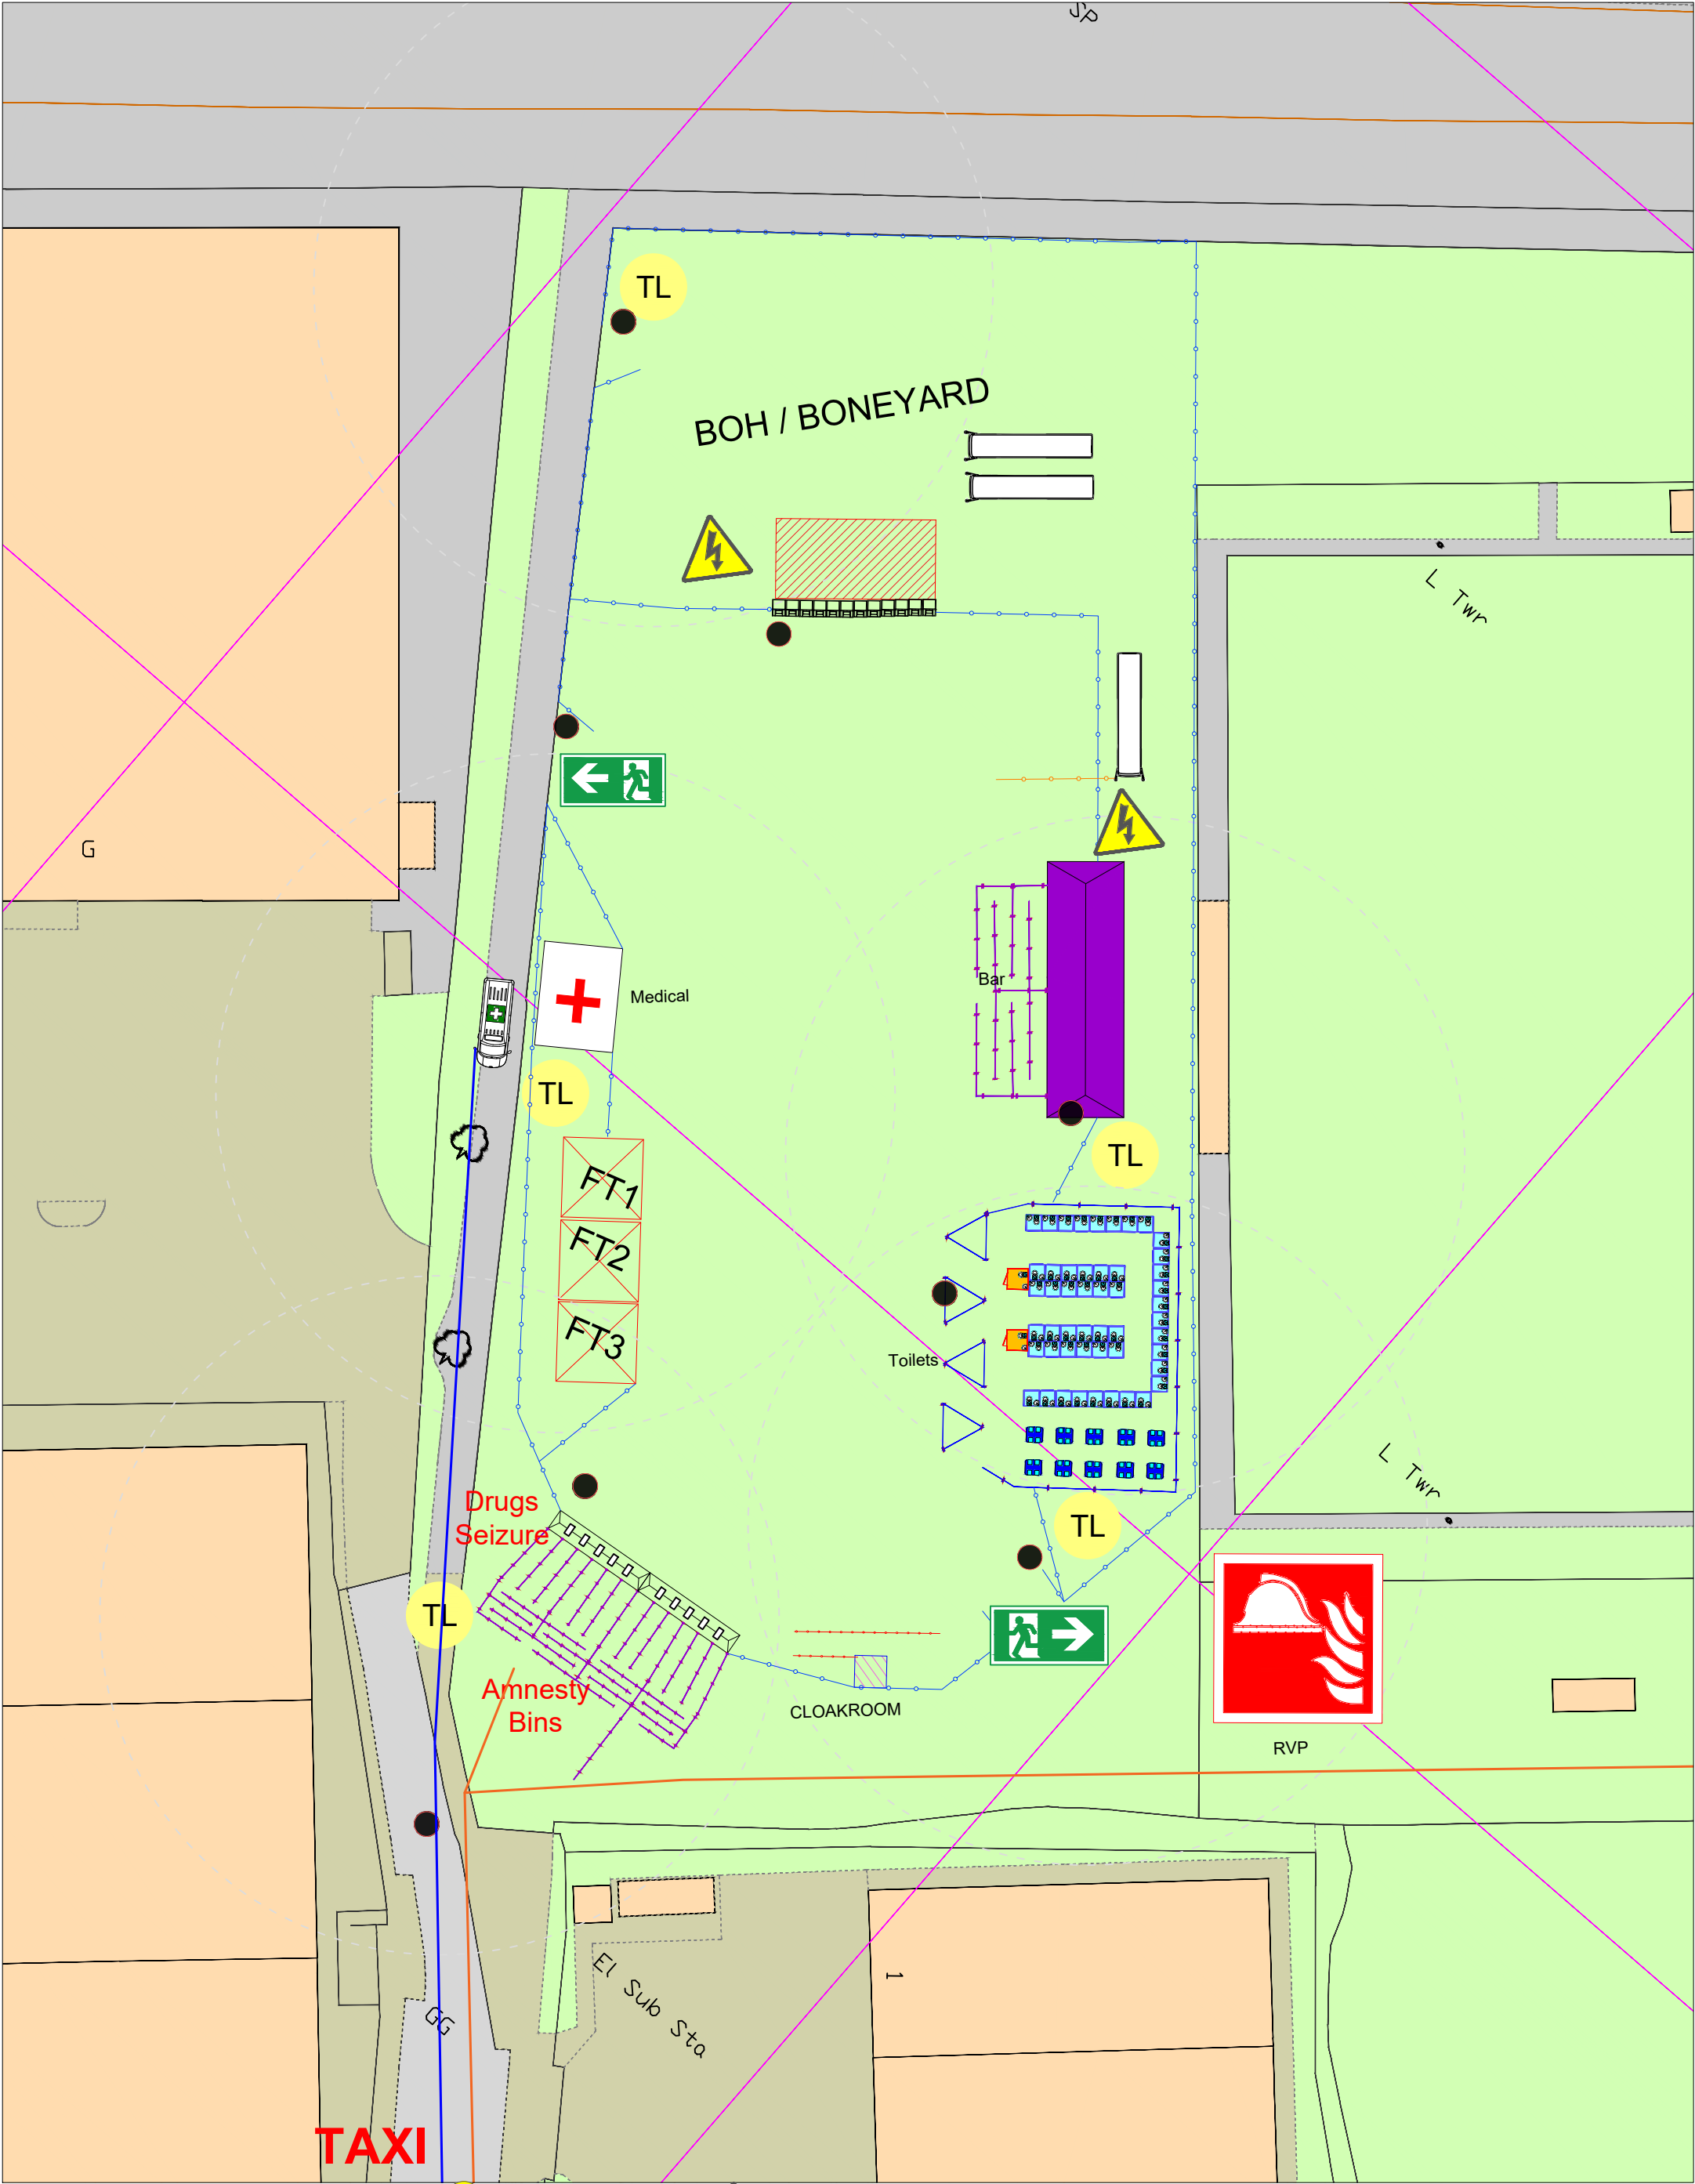 SP
TL
BOH / BONEYARD
L Twr
G
Medical
Bar
TL
TL
FT1
FT2
FT3
Toilets
L Twr
Drugs
Seizure
TL
TL
Amnesty
Bins
CLOAKROOM
RVP
1
El Sub Sta
GG
TAXI